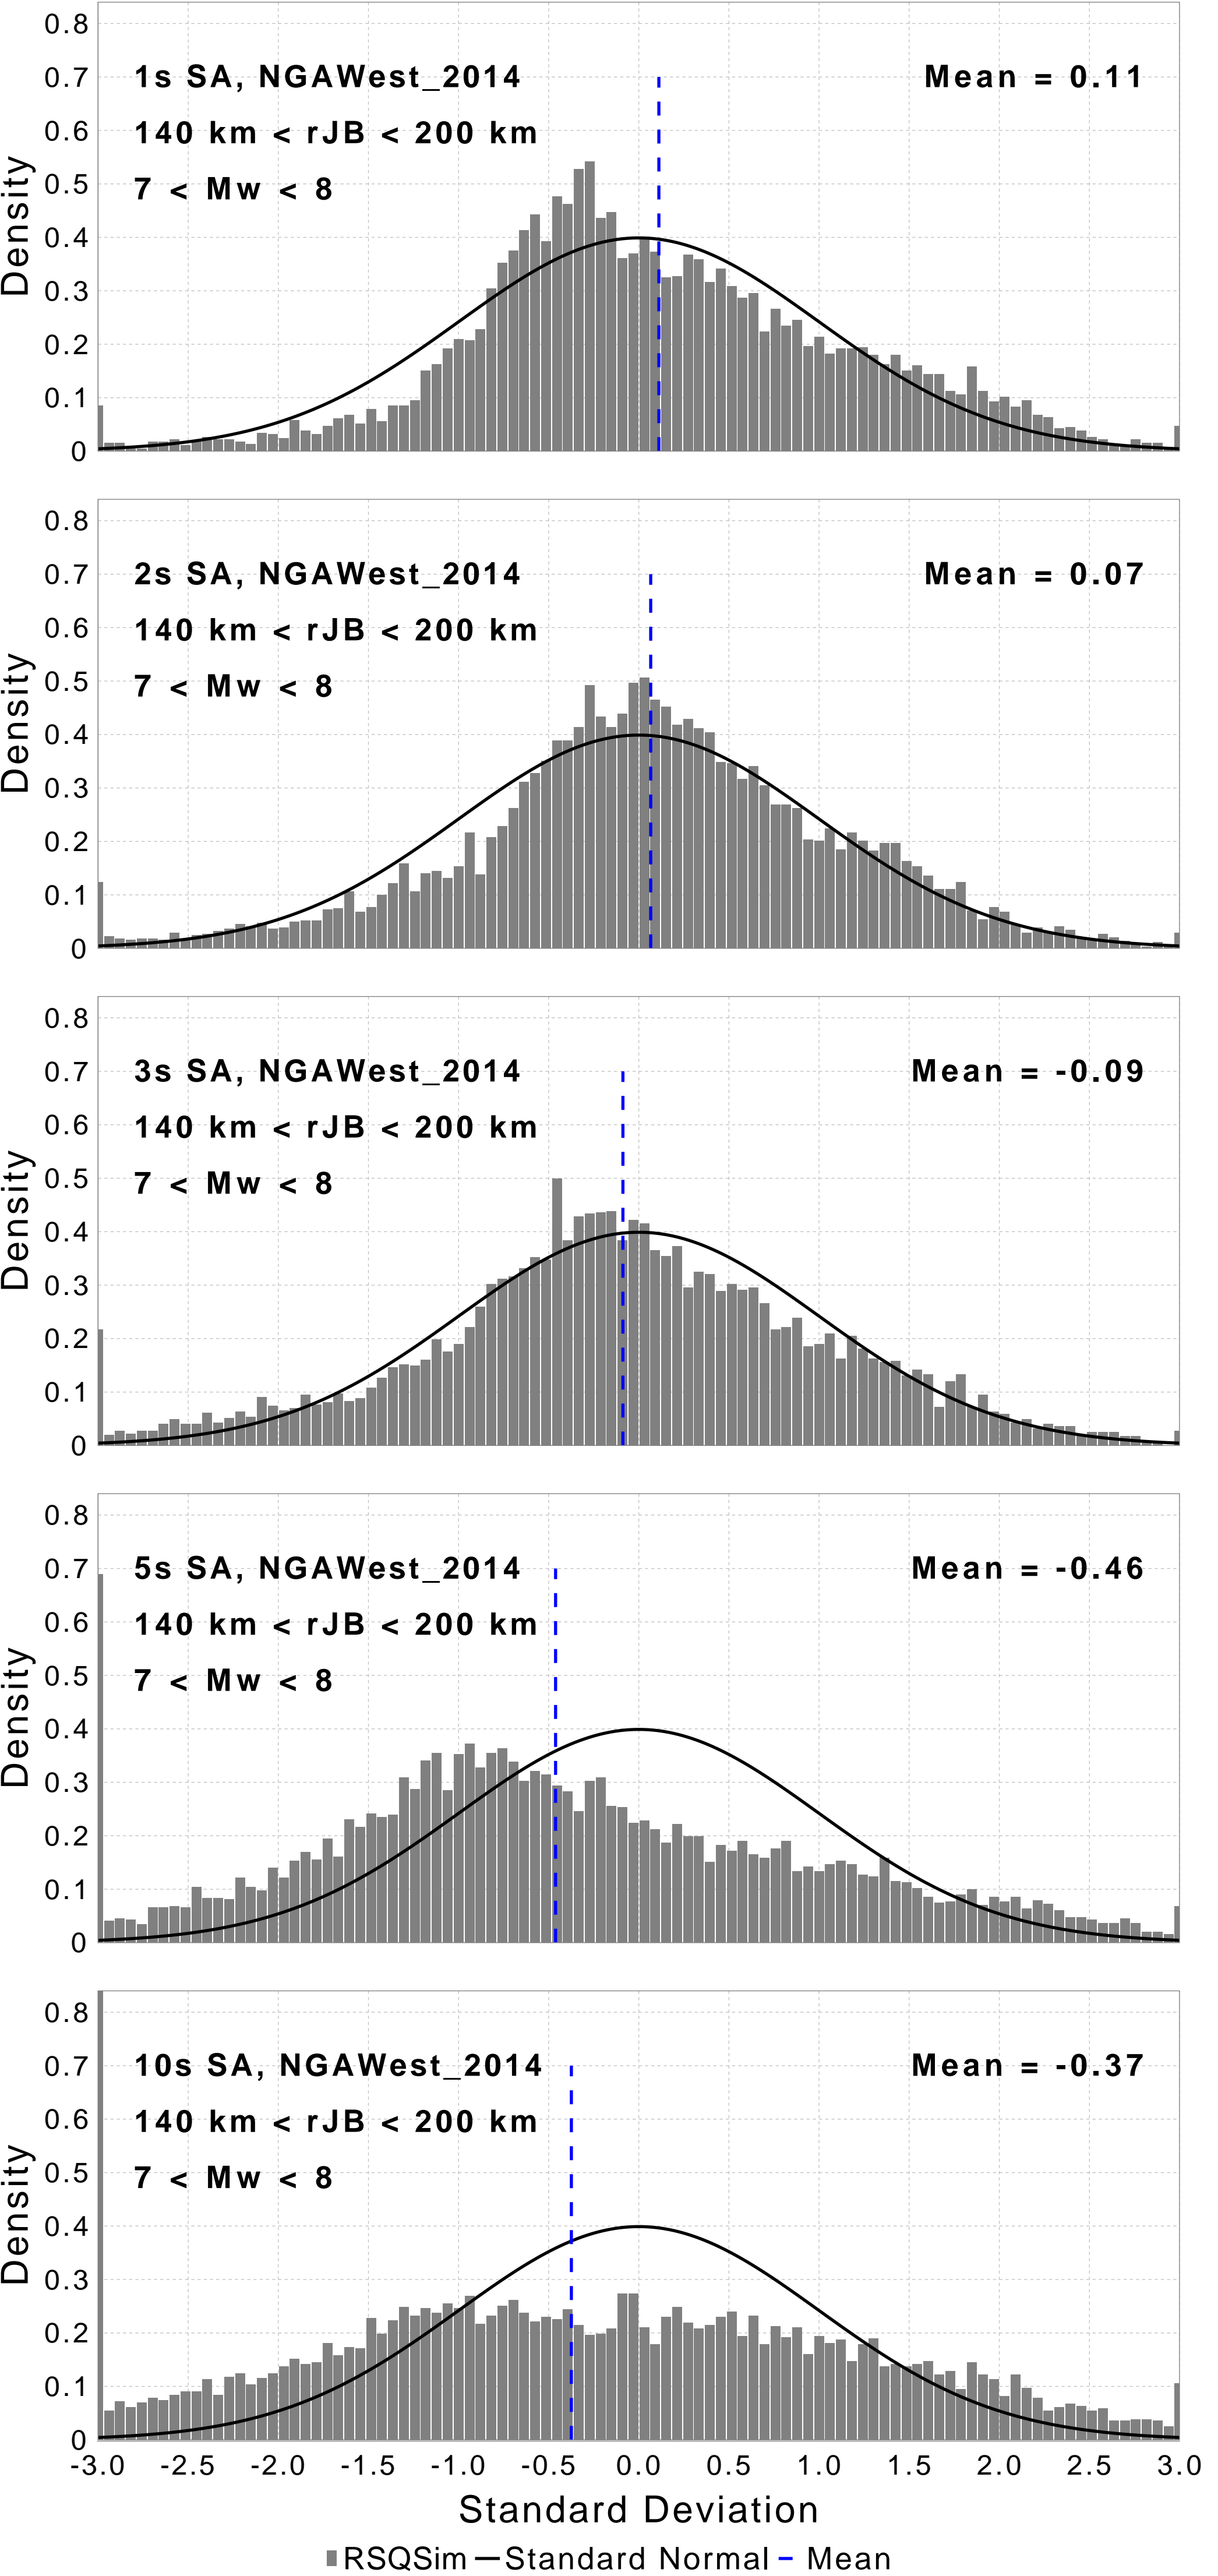 0.8
1s SA, NGAWest_2014 Mean = 0.11
0.7
140 km < rJB < 200 km
0.6
7 < Mw < 8
0.5
0.4
0.3
0.2
0.1
0
Density
0.8
2s SA, NGAWest_2014 Mean = 0.07
0.7
140 km < rJB < 200 km
0.6
7 < Mw < 8
0.5
0.4
0.3
0.2
0.1
0
Density
0.8
3s SA, NGAWest_2014 Mean = -0.09
0.7
140 km < rJB < 200 km
0.6
7 < Mw < 8
0.5
0.4
0.3
0.2
0.1
0
Density
0.8
5s SA, NGAWest_2014 Mean = -0.46
0.7
140 km < rJB < 200 km
0.6
7 < Mw < 8
0.5
0.4
0.3
0.2
0.1
0
Density
0.8
10s SA, NGAWest_2014 Mean = -0.37
0.7
140 km < rJB < 200 km
0.6
7 < Mw < 8
0.5
0.4
0.3
0.2
0.1
0
Density
-3.0 -2.5 -2.0 -1.5 -1.0 -0.5 0.0 0.5 1.0 1.5 2.0 2.5 3.0
Standard Deviation
RSQSim Standard Normal Mean